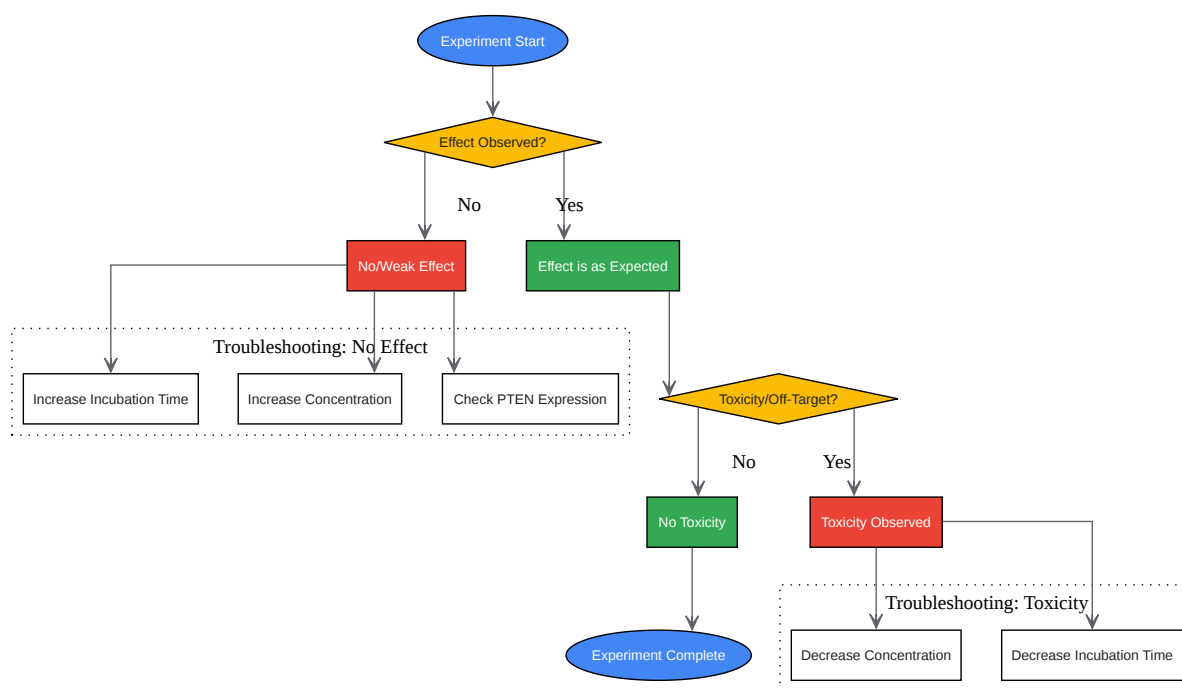 Experiment Start
Effect Observed?
No
Yes
No/Weak Effect
Effect is as Expected
Troubleshooting: No Effect
Increase Incubation Time
Increase Concentration
Check PTEN Expression
Toxicity/Off-Target?
No
Yes
No Toxicity
Toxicity Observed
Troubleshooting: Toxicity
Experiment Complete
Decrease Concentration
Decrease Incubation Time